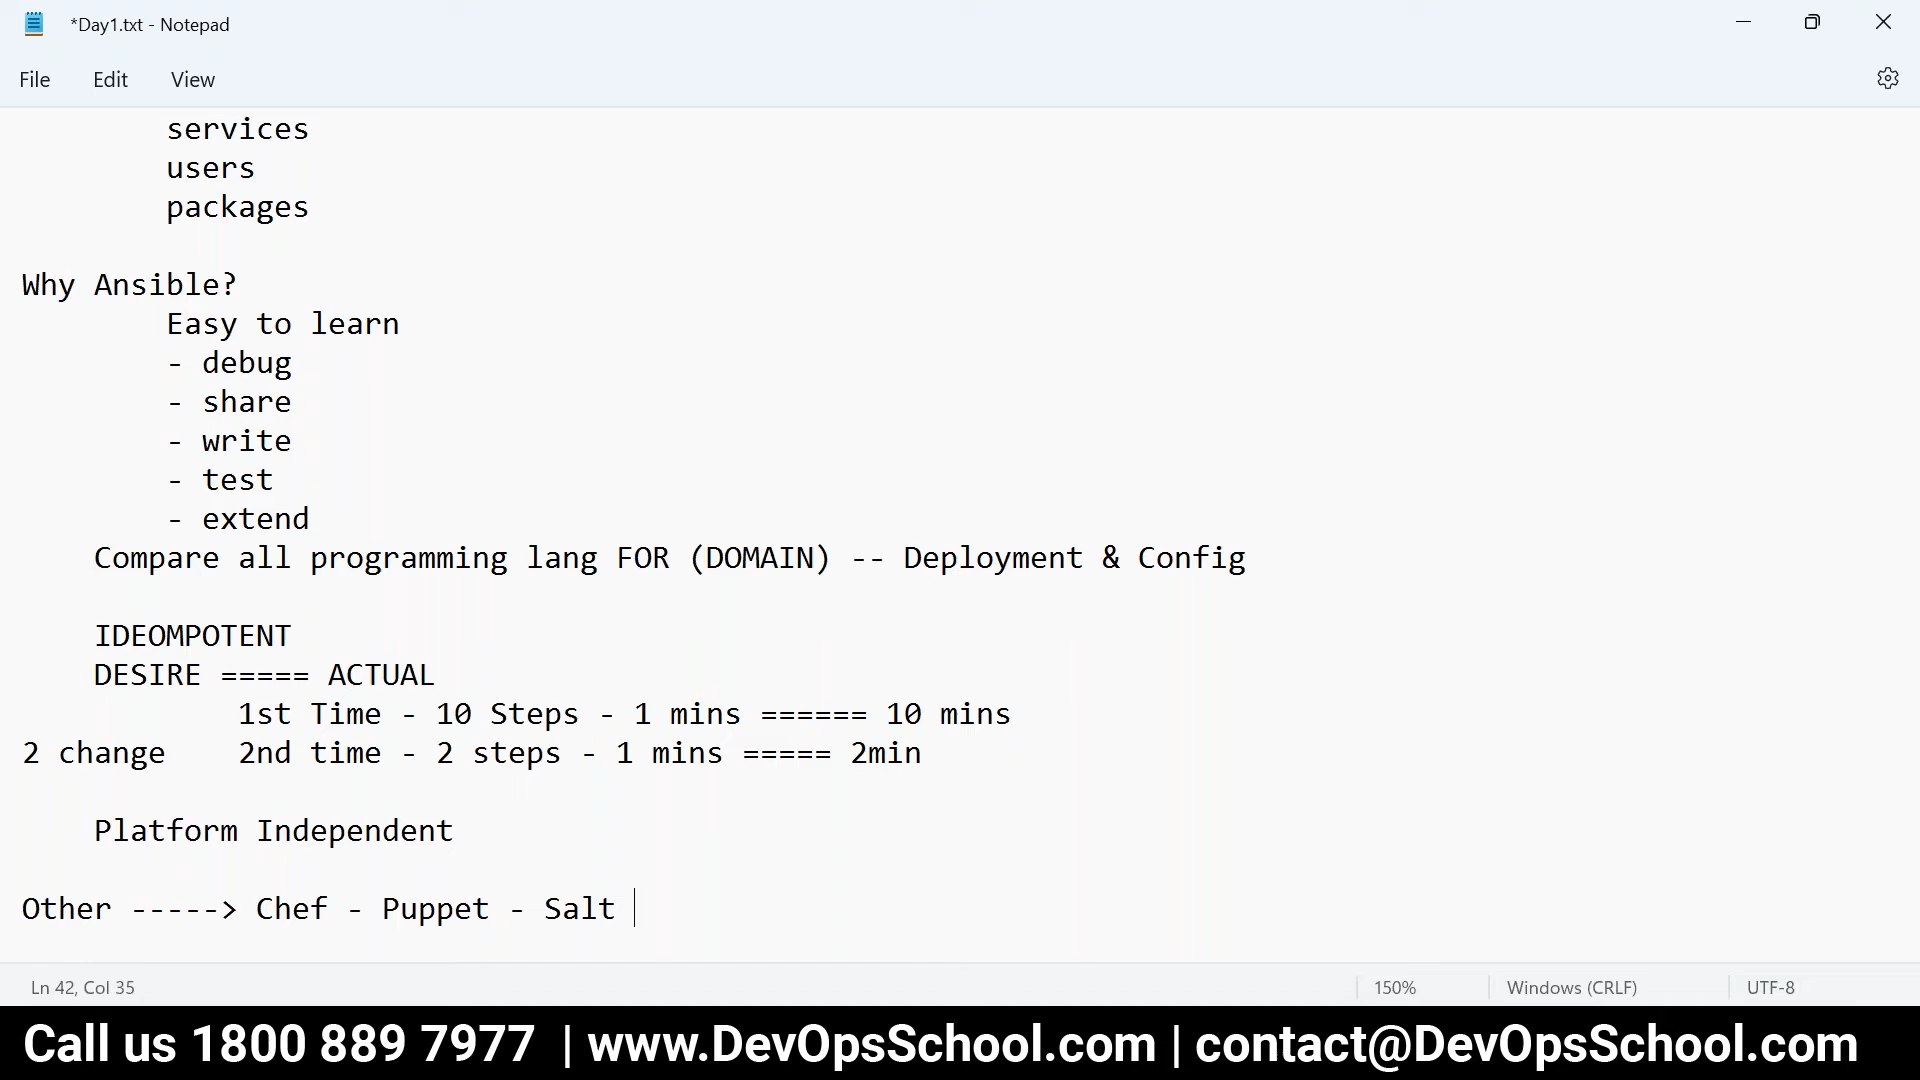 *Day1.txt - Notepad
File Edit View
services
users
packages
Why Ansible?
Easy to learn
- debug
- share
- write
- test
- extend
Compare all programming lang FOR (DOMAIN) -- Deployment & Config
IDEOMPOTENT
DESIRE ===== ACTUAL
1st Time - 10 Steps - 1 mins ====== 10 mins
2 change 2nd time - 2 steps - 1 mins ===== 2min
Platform Independent
Other -----> Chef - Puppet - Salt
Ln 42, Col 35 150% Windows (CRLF) UTF-8
Call us 1800 889 7977 | www.DevOpsSchool.com | contact@DevOpsSchool.com